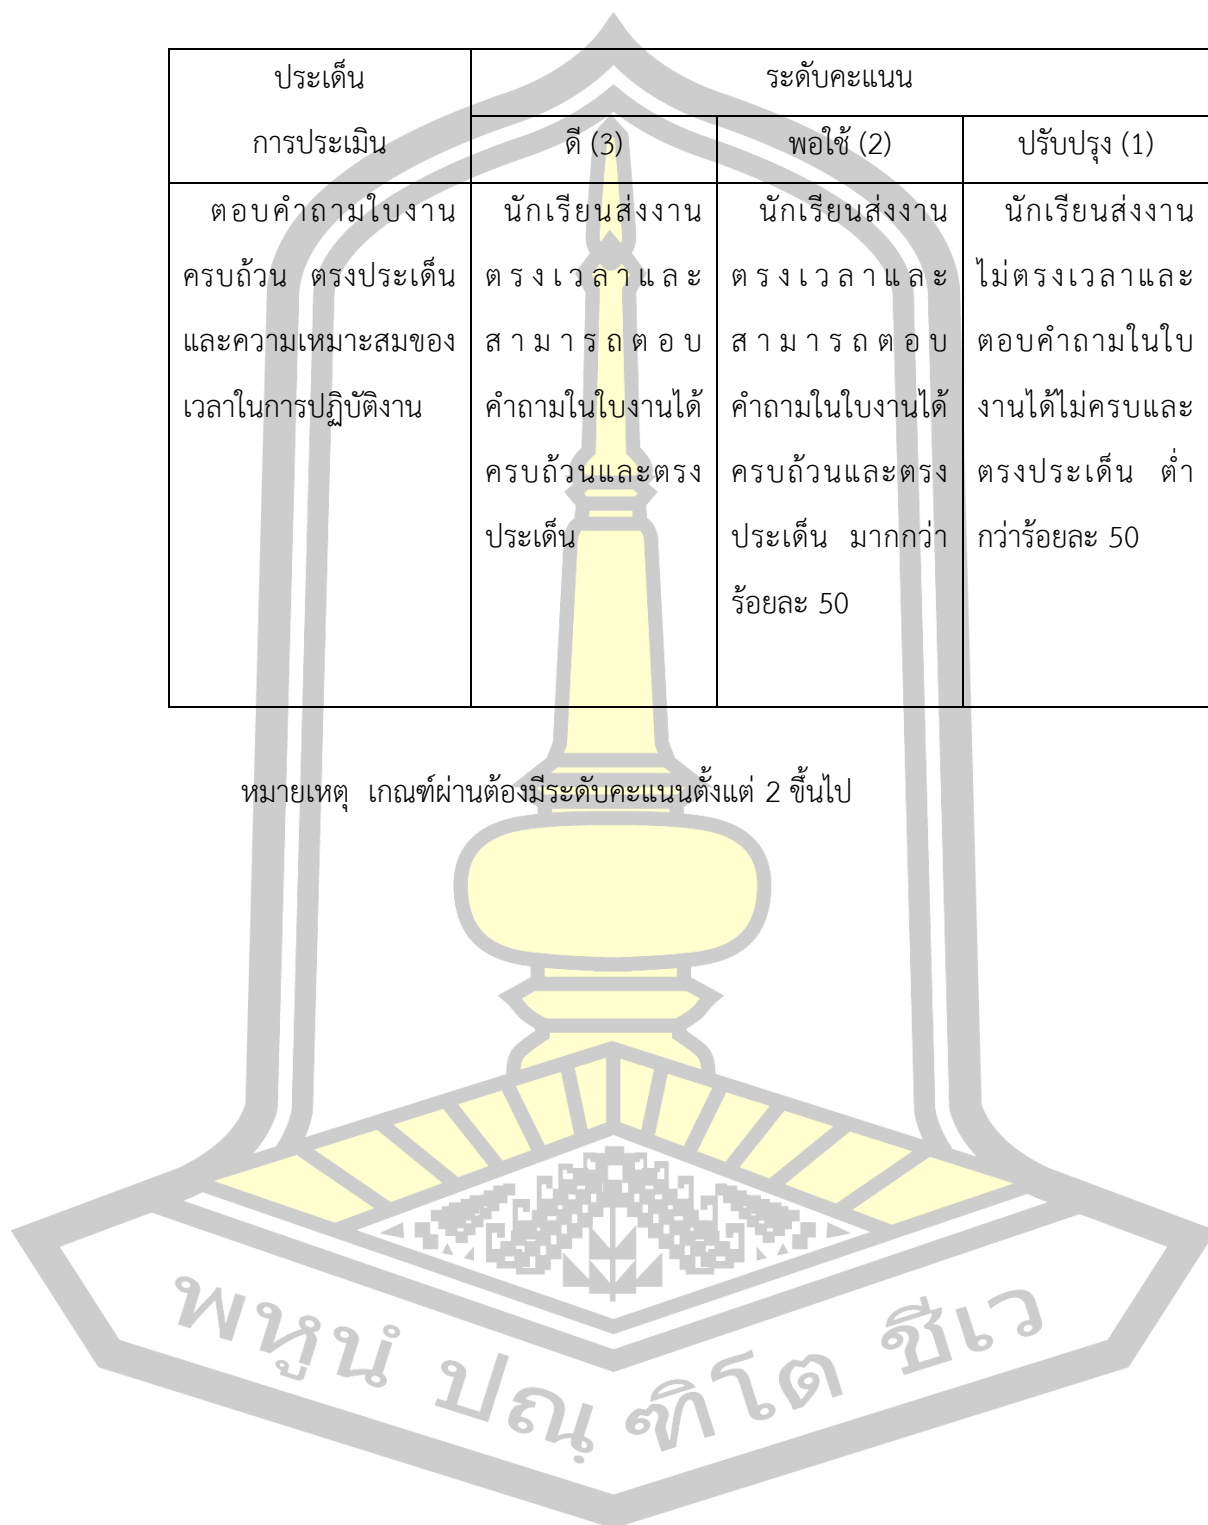 ประเด็น
การประเมิน
ระดับคะแนน
ดี (3)
พอใช้ (2)
ปรับปรุง (1)
ตอบคำถามใบงาน
ครบถ้วน ตรงประเด็น
และความเหมาะสมของ
เวลาในการปฏิบัติงาน
นักเรียนส่งงาน
ตรงเวลาและ
สามารถตอบ
คำถามในใบงานได้
ครบถ้วนและตรง
ประเด็น
นักเรียนส่งงาน
ตรงเวลาและ
สามารถตอบ
คำถามในใบงานได้
ครบถ้วนและตรง
ประเด็น มากกว่า
ร้อยละ 50
นักเรียนส่งงาน
ไม่ตรงเวลาและ
ตอบคำถามในใบ
งานได้ไม่ครบและ
ตรงประเด็น ต่ำ
กว่าร้อยละ 50
หมายเหตุ เกณฑ์ผ่านต้องมีระดับคะแนนตั้งแต่ 2 ขึ้นไป
พหูนํ ปณฺฑิโต ชีเว